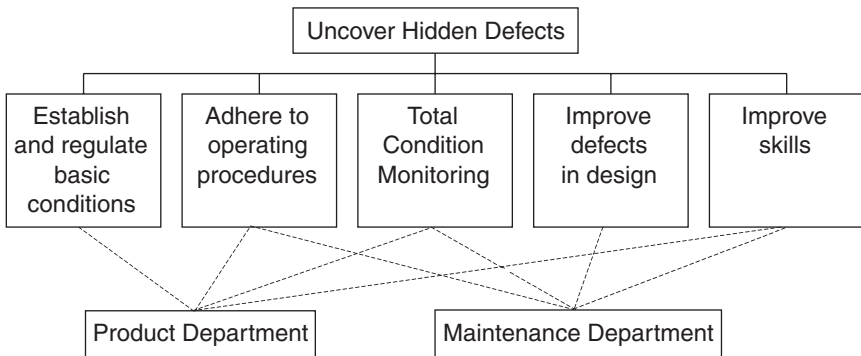 Uncover Hidden Defects
Establish
and regulate
basic
conditions
Adhere to
operating
procedures
Total
Condition
Monitoring
Improve
defects
in design
Improve
skills
Product Department
Maintenance Department